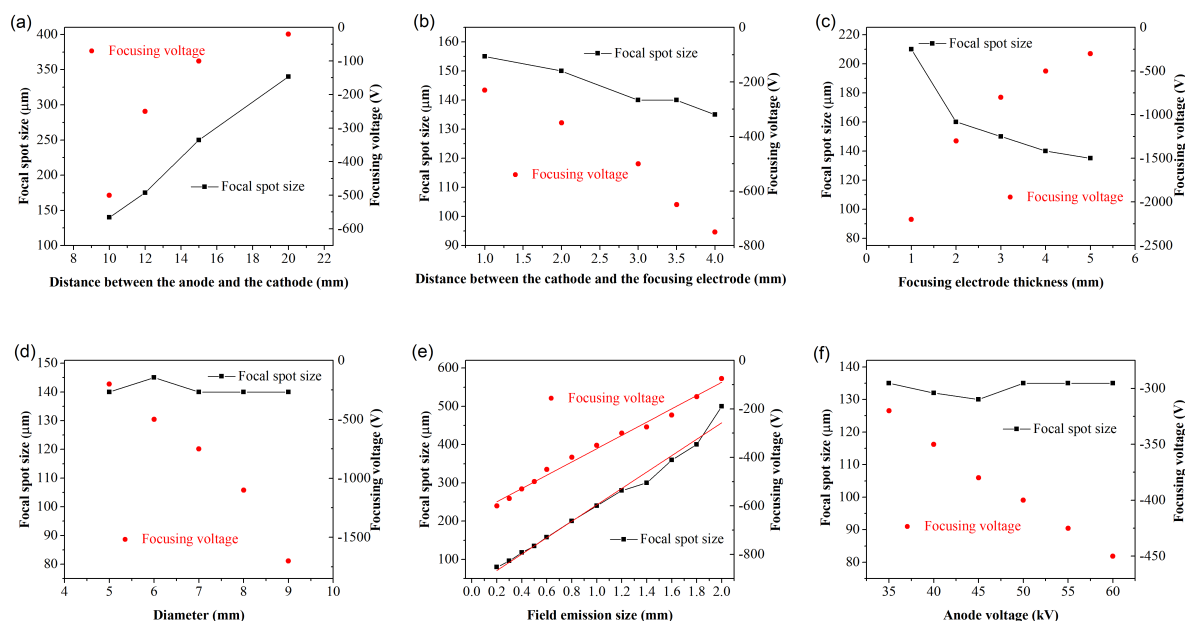 (a)
400
350
300
250
200
150
100
Focal spot size (μm)
8 10 12 14 16 18 20 22
Distance between the anode and the cathode (mm)
0
-100
-200
-300
-400
-500
-600
Focusing voltage (V)
Focusing voltage
Focal spot size
(b)
160
150
140
130
120
110
100
90
Focal spot size (μm)
1.0 1.5 2.0 2.5 3.0 3.5 4.0
Distance between the cathode and the focusing electrode (mm)
0
-200
-400
-600
-800
Focusing voltage (V)
Focal spot size
Focusing voltage
(c)
220
200
180
160
140
120
100
80
Focal spot size (μm)
0 1 2 3 4 5 6
Focusing electrode thickness (mm)
0
-500
-1000
-1500
-2000
-2500
Focusing voltage (V)
Focal spot size
Focusing voltage
(d)
150
140
130
120
110
100
90
80
Focal spot size (μm)
4 5 6 7 8 9 10
Diameter (mm)
0
-500
-1000
-1500
Focusing voltage (V)
Focal spot size
Focusing voltage
(e)
600
500
400
300
200
100
Focal spot size (μm)
0.0 0.2 0.4 0.6 0.8 1.0 1.2 1.4 1.6 1.8 2.0
Field emission size (mm)
0
-200
-400
-600
-800
Focusing voltage (V)
Focusing voltage
Focal spot size
(f)
140
130
120
110
100
90
80
Focal spot size (μm)
35 40 45 50 55 60
Anode voltage (kV)
-300
-350
-400
-450
Focusing voltage (V)
Focal spot size
Focusing voltage